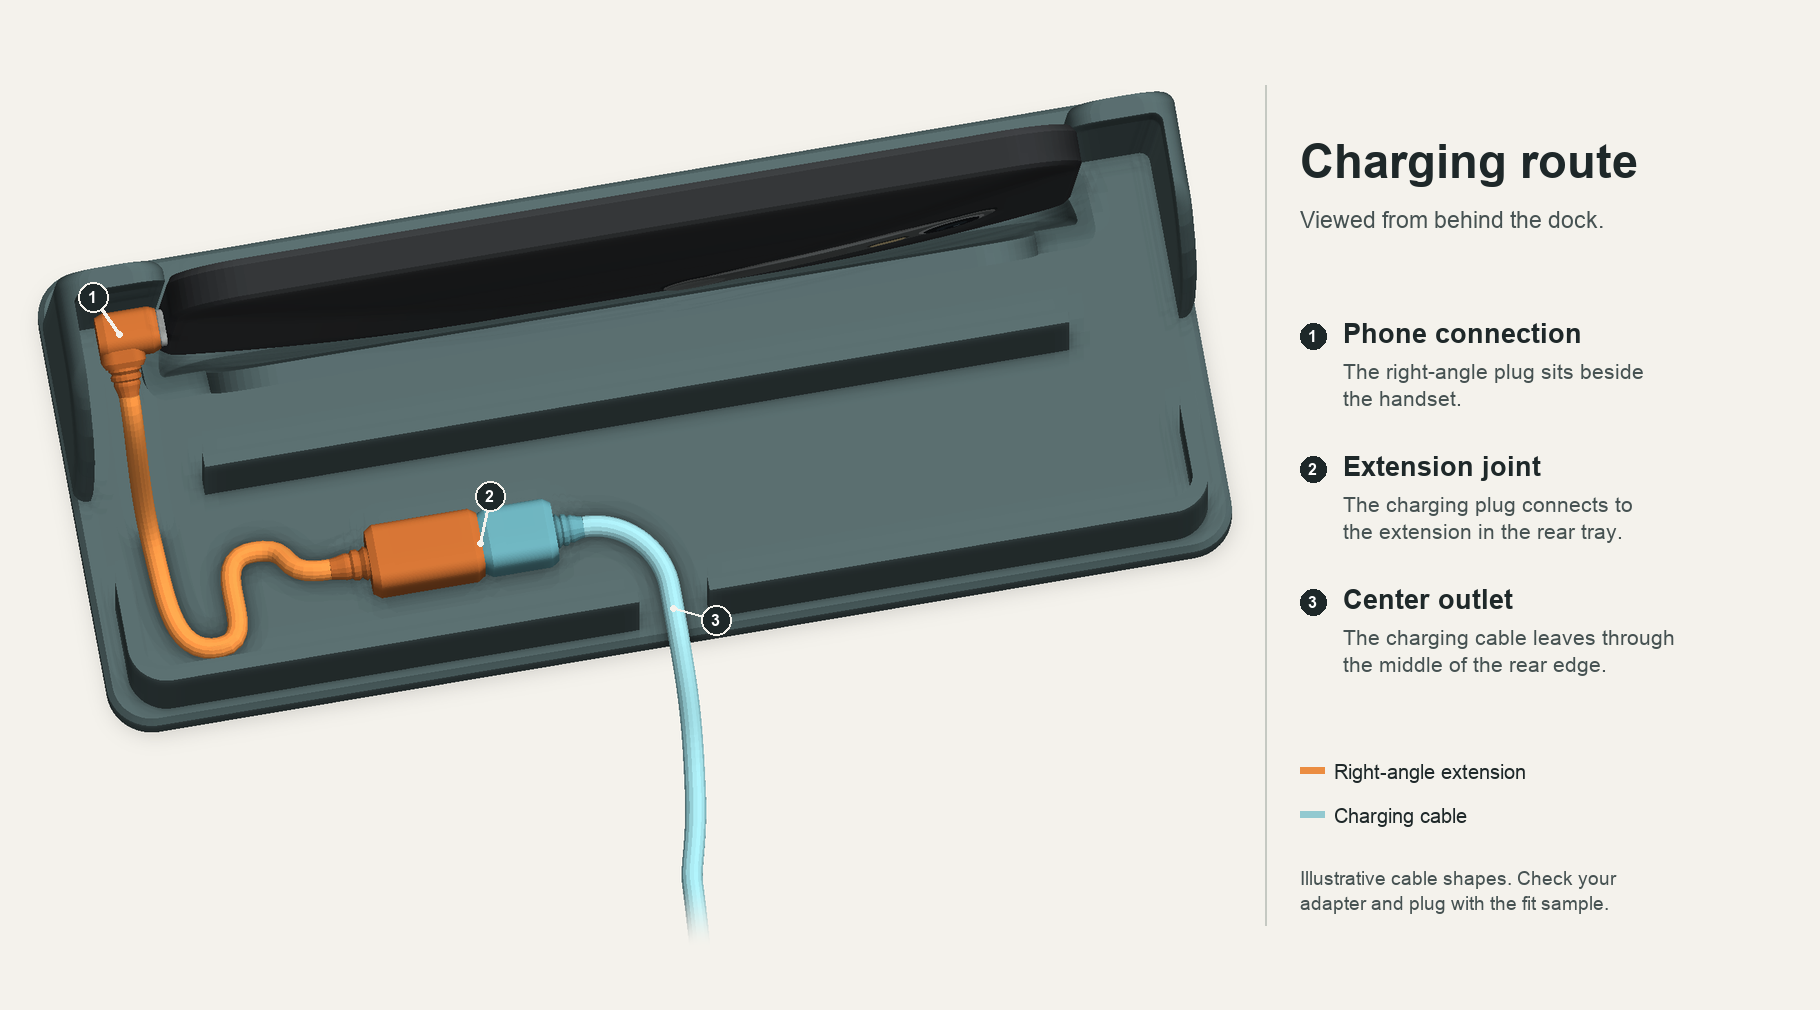 1
2
3
Charging route
Viewed from behind the dock.
1 Phone connection
The right-angle plug sits beside
the handset.
2 Extension joint
The charging plug connects to
the extension in the rear tray.
3 Center outlet
The charging cable leaves through
the middle of the rear edge.
Right-angle extension
Charging cable
Illustrative cable shapes. Check your
adapter and plug with the fit sample.